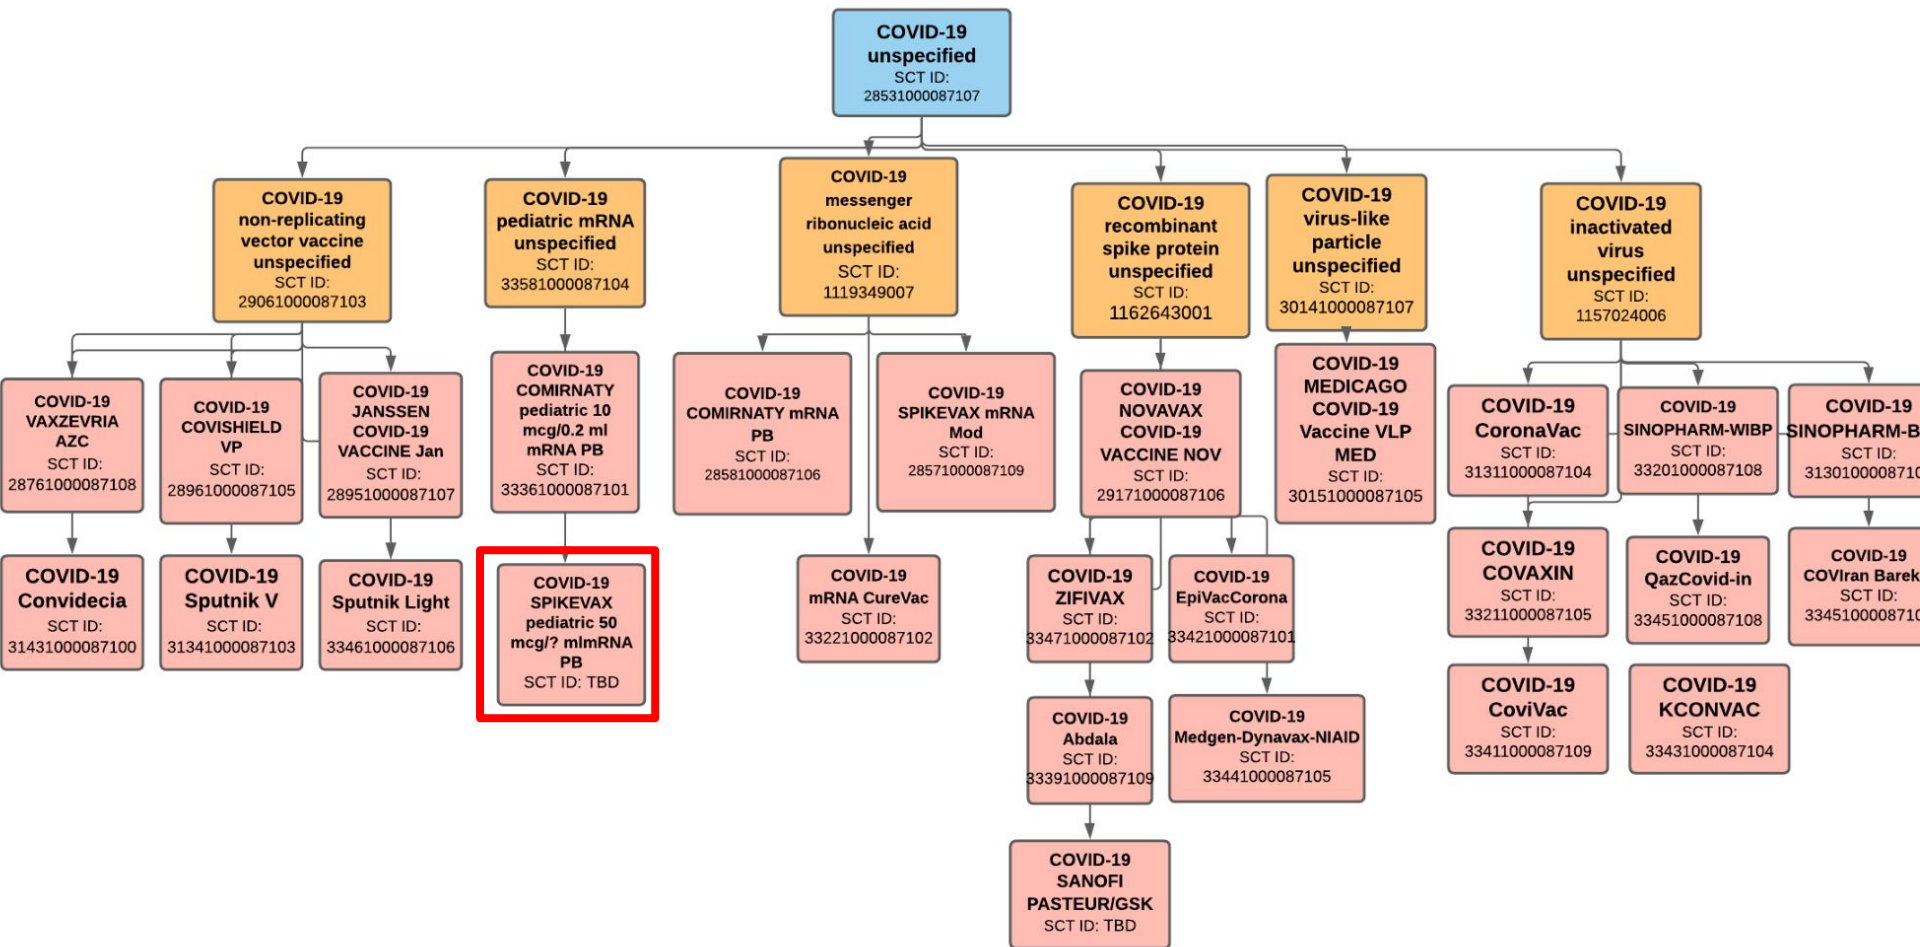 COVID-19
unspecified
SCT ID:
28531000087107
COVID-19
non-replicating
vector vaccine
unspecified
SCT ID:
29061000087103
COVID-19
pediatric mRNA
unspecified
SCT ID:
33581000087104
COVID-19
messenger
ribonucleic acid
unspecified
SCT ID:
1119349007
COVID-19
recombinant
spike protein
unspecified
SCT ID:
1162643001
COVID-19
virus-like
particle
unspecified
SCT ID:
30141000087107
COVID-19
inactivated
virus
unspecified
SCT ID:
1157024006
COVID-19
VAXZEVRIA
AZC
SCT ID:
28761000087108
COVID-19
COVISHIELD
VP
SCT ID:
28961000087105
COVID-19
JANSSEN
COVID-19
VACCINE Jan
SCT ID:
28951000087107
COVID-19
COMIRNATY
pediatric 10
mcg/0.2 ml
mRNA PB
SCT ID:
33361000087101
COVID-19
COMIRNATY mRNA
PB
SCT ID:
28581000087106
COVID-19
SPIKEVAX mRNA
Mod
SCT ID:
28571000087109
COVID-19
NOVAVAX
COVID-19
VACCINE NOV
SCT ID:
29171000087106
COVID-19
MEDICAGO
COVID-19
Vaccine VLP
MED
SCT ID:
30151000087105
COVID-19
CoronaVac
SCT ID:
31311000087104
COVID-19
SINOPHARM-WIBP
SCT ID:
33201000087108
COVID-19
SINOPHARM-B
SCT ID:
3130100008710
COVID-19
Convidecia
SCT ID:
31431000087100
COVID-19
Sputnik V
SCT ID:
31341000087103
COVID-19
Sputnik Light
SCT ID:
33461000087106
COVID-19
SPIKEVAX
pediatric 50
mcg/? mlmRNA
PB
SCT ID: TBD
COVID-19
mRNA CureVac
SCT ID:
33221000087102
COVID-19
ZIFIVAX
SCT ID:
33471000087102
COVID-19
EpiVacCorona
SCT ID:
33421000087101
COVID-19
COVAXIN
SCT ID:
33211000087105
COVID-19
QazCovid-in
SCT ID:
33451000087108
COVID-19
COVIran Barek
SCT ID:
3345100008710
COVID-19
Abdala
SCT ID:
33391000087109
COVID-19
Medgen-Dynavax-NIAID
SCT ID:
33441000087105
COVID-19
CoviVac
SCT ID:
33411000087109
COVID-19
KCONVAC
SCT ID:
33431000087104
COVID-19
SANOFI
PASTEUR/GSK
SCT ID: TBD